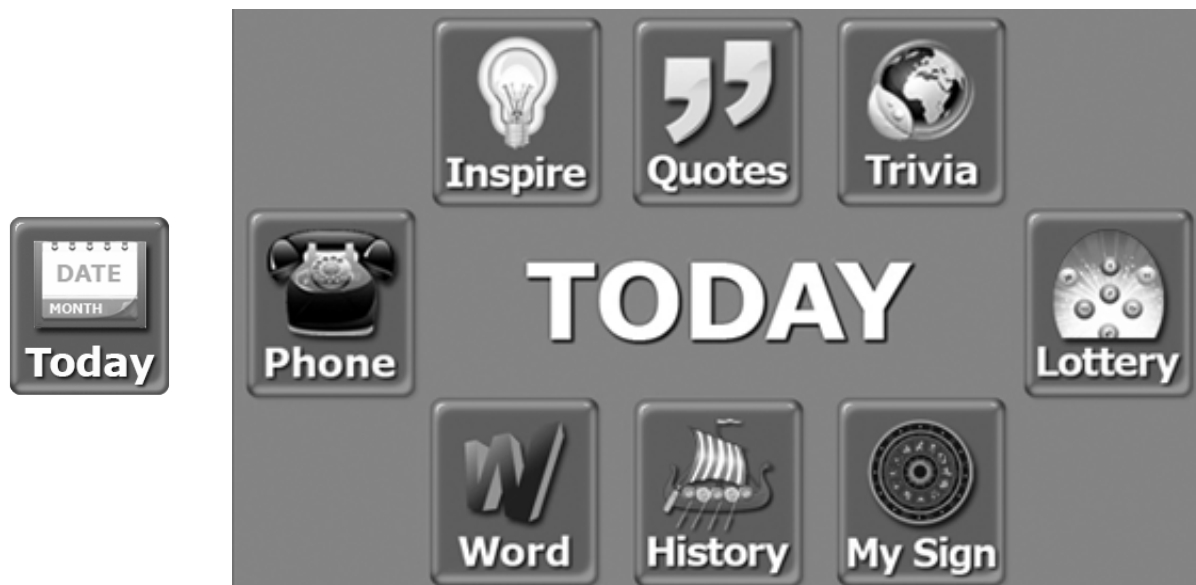 DATE
MONTH
Today
Inspire
Quotes
Trivia
Phone
TODAY
Lottery
Word
History
My Sign